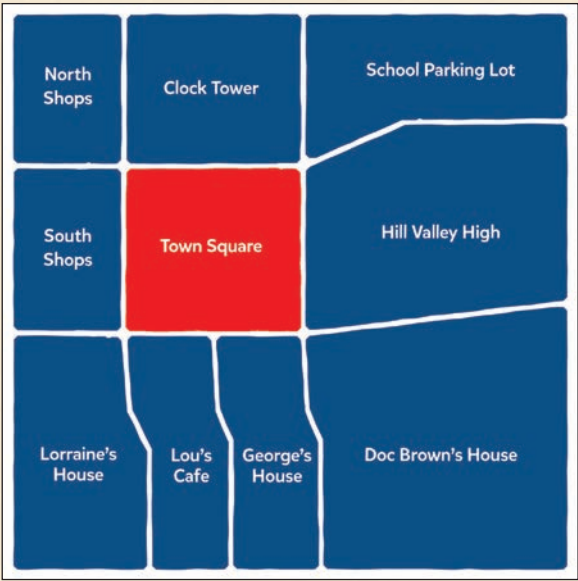 North
Shops
Clock Tower
School Parking Lot
South
Shops
Town Square
Hill Valley High
Lorraine's
House
Lou's
Cafe
George's
House
Doc Brown's House